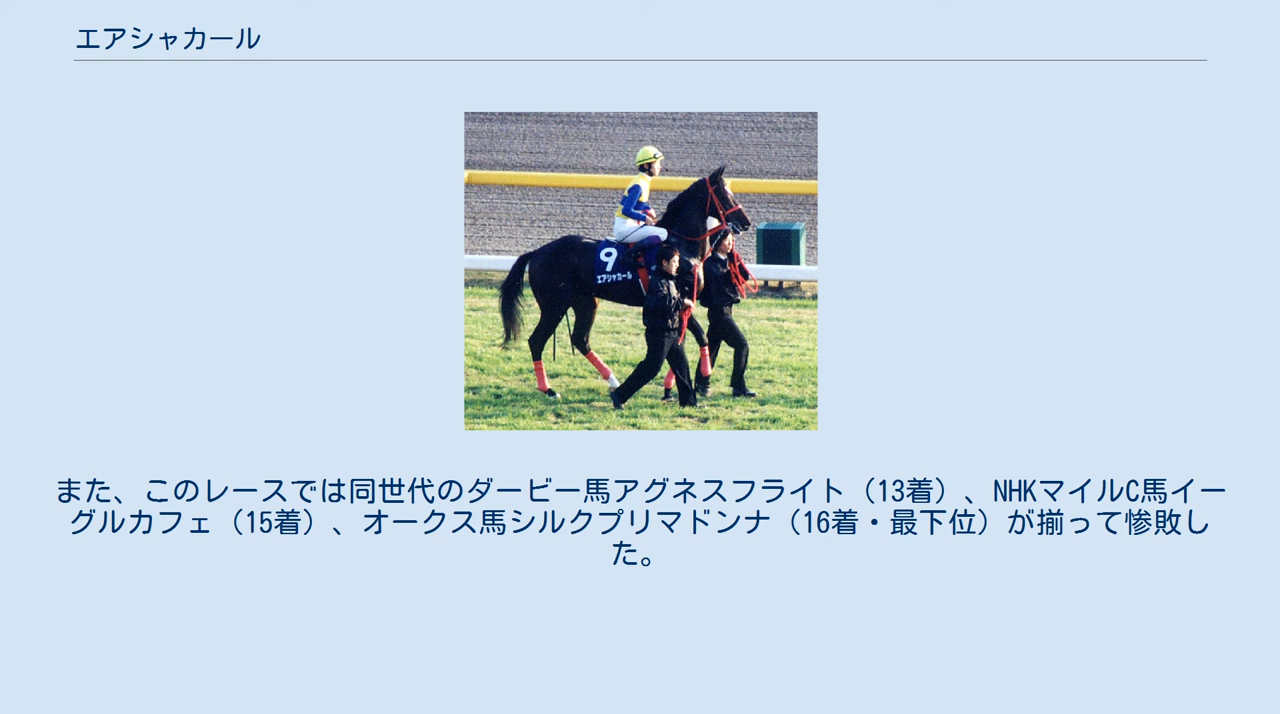 エアシャカール
9
エアシャカール
また、このレースでは同世代のダービー馬アグネスフライト（13着）、NHKマイルC馬イー
グルカフェ（15着）、オークス馬シルクプリマドンナ（16着・最下位）が揃って惨敗し
た。